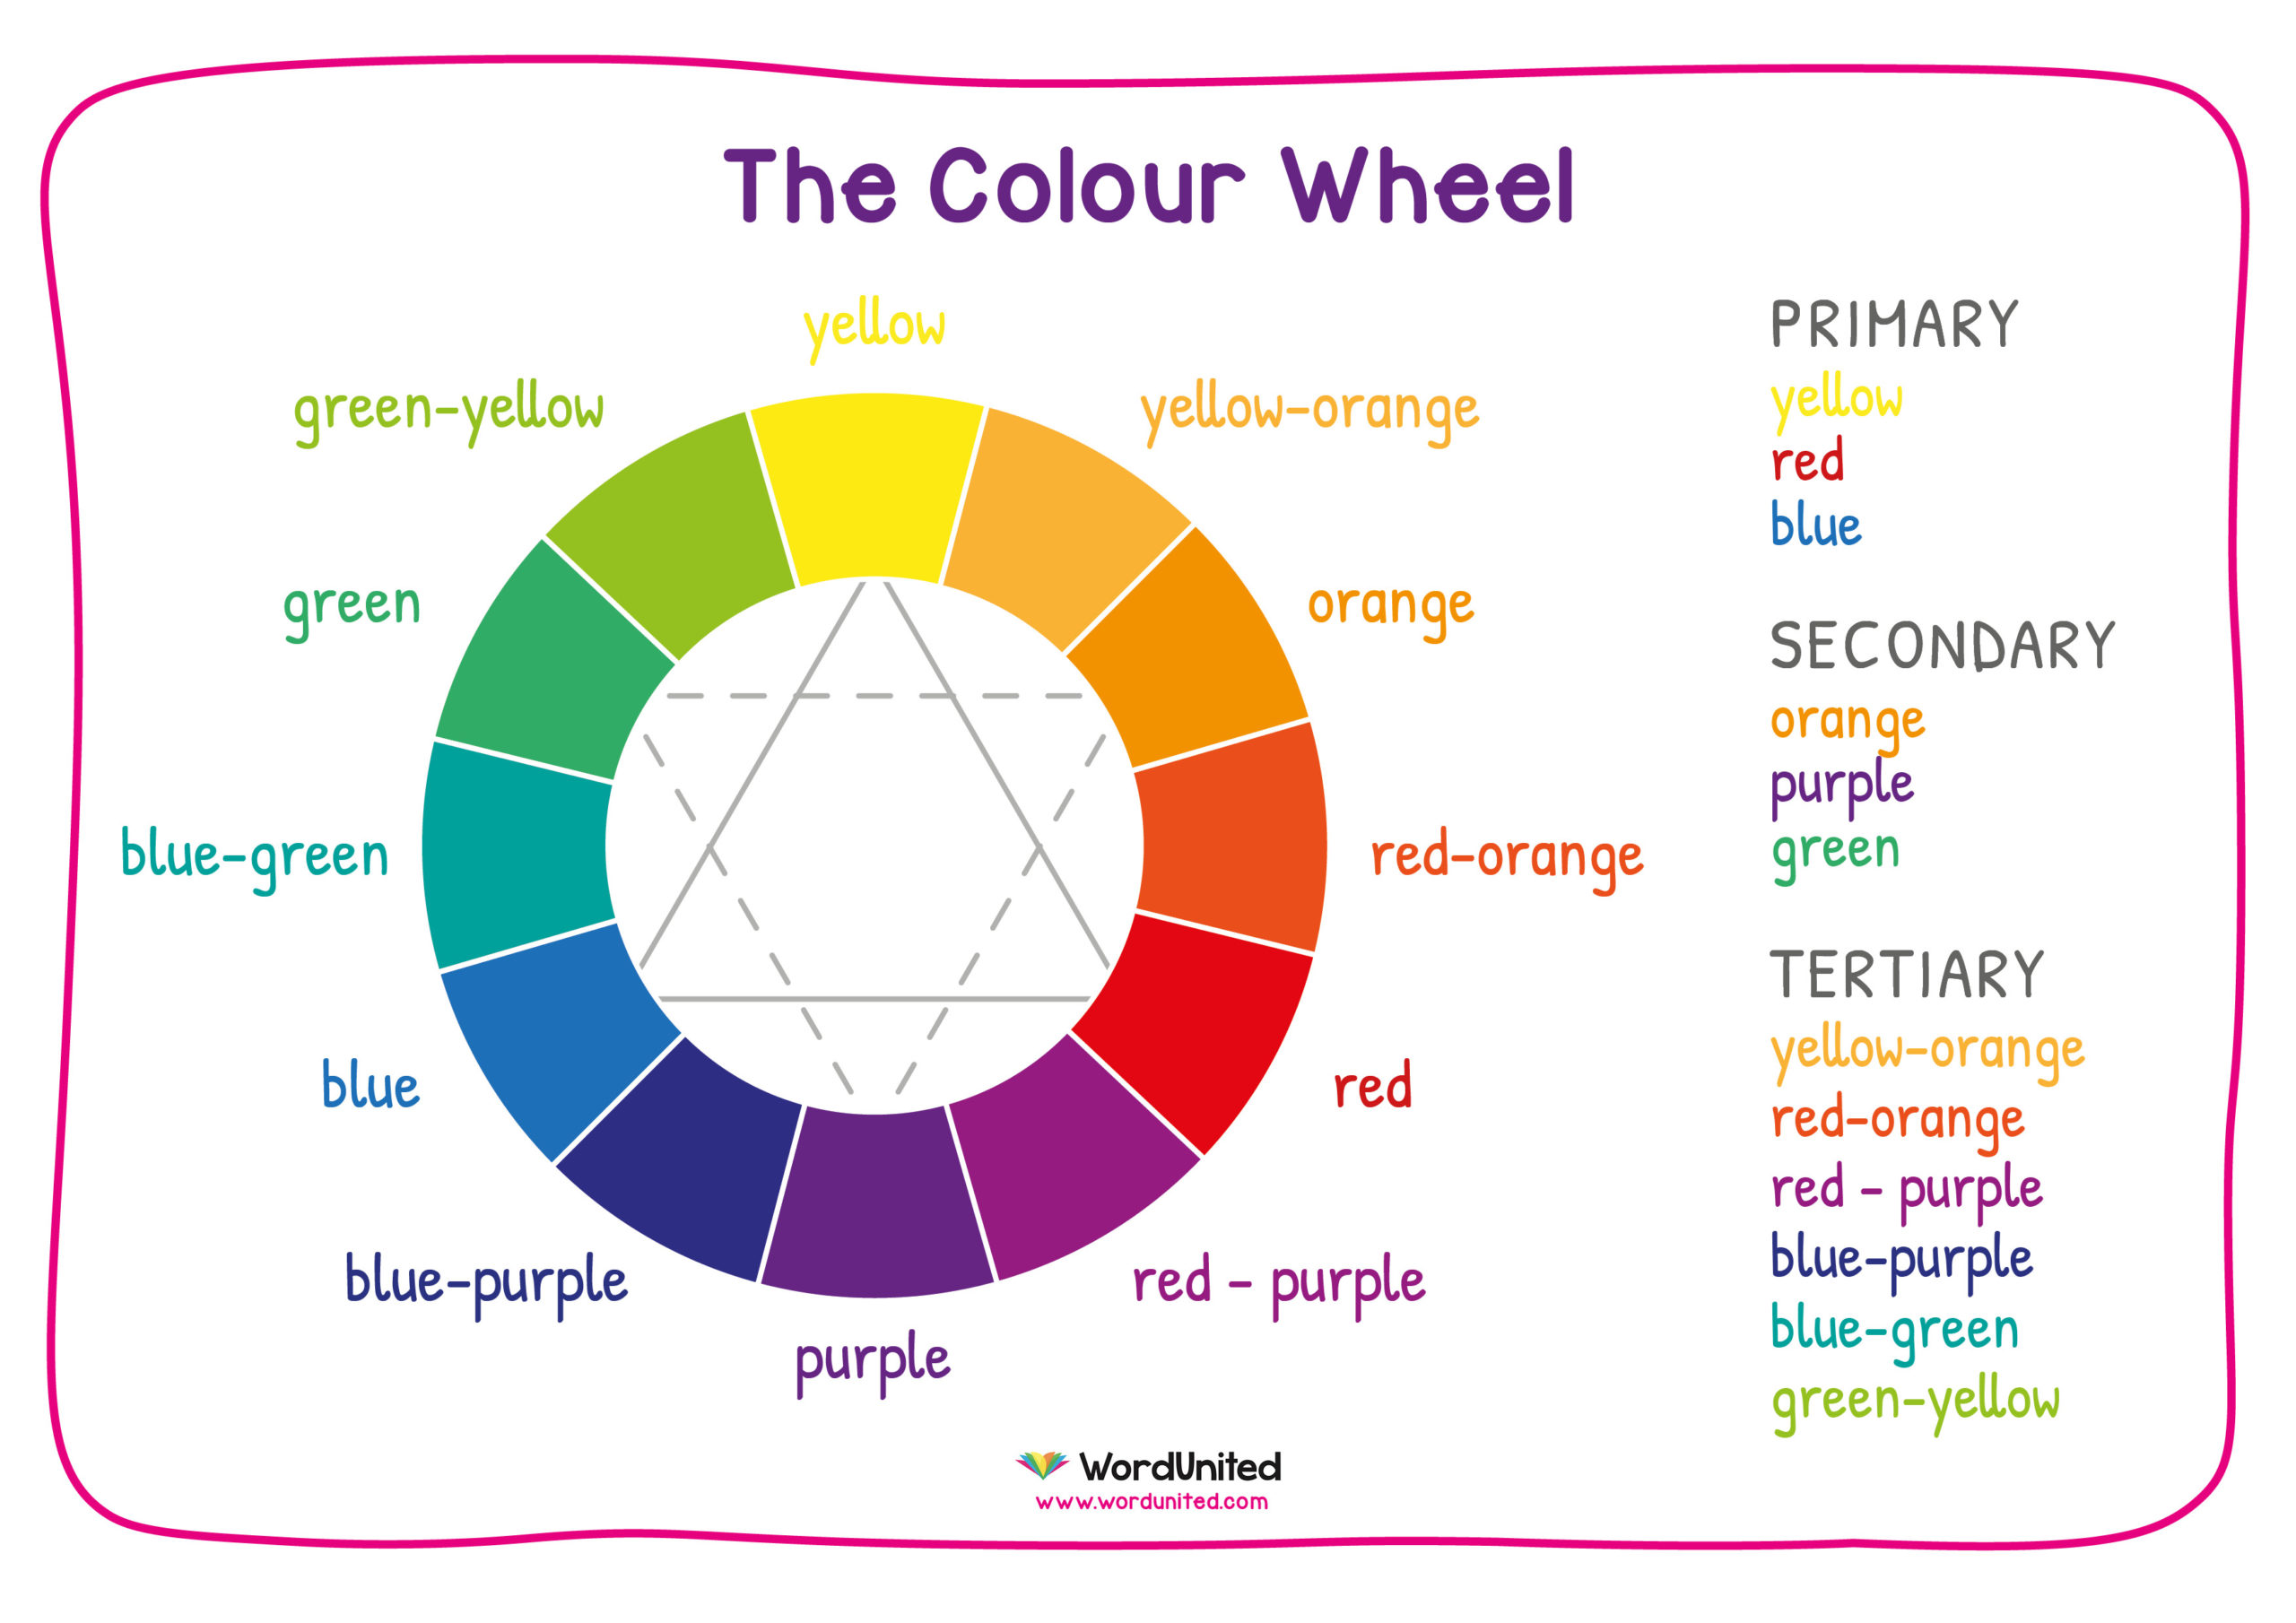 The Colour Wheel
yellow
green-yellow
yellow-orange
green
orange
blue-green
red-orange
blue
red
blue-purple
red - purple
purple
PRIMARY
yellow
red
blue
SECONDARY
orange
purple
green
TERTIARY
yellow-orange
red-orange
red - purple
blue-purple
blue-green
green-yellow
WordUnited
www.wordunited.com